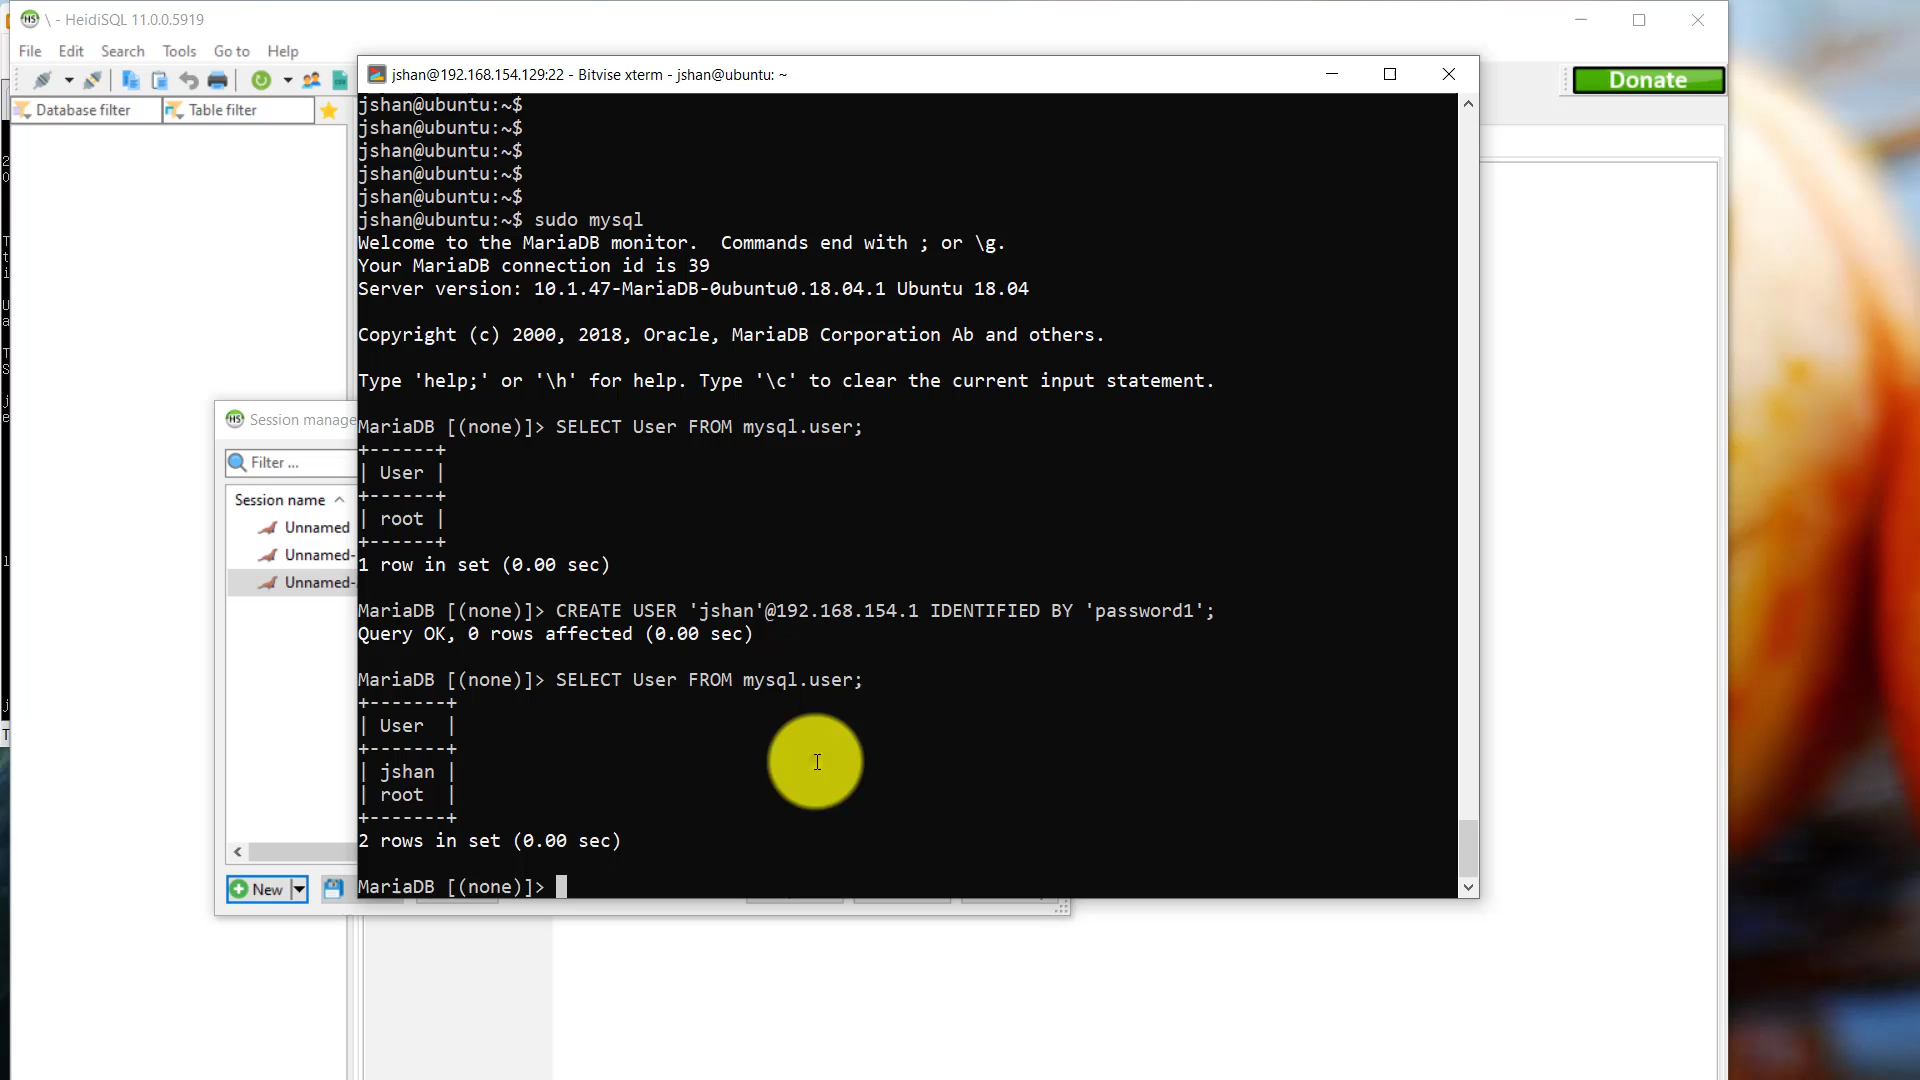 \ - HeidiSQL 11.0.0.5919
File Edit Search Tools Go to Help
Donate
Database filter
Table filter
jshan@192.168.154.129:22 - Bitvise xterm - jshan@ubuntu: ~
jshan@ubuntu:~$
jshan@ubuntu:~$
jshan@ubuntu:~$
jshan@ubuntu:~$
jshan@ubuntu:~$
jshan@ubuntu:~$ sudo mysql
Welcome to the MariaDB monitor.  Commands end with ; or \g.
Your MariaDB connection id is 39
Server version: 10.1.47-MariaDB-0ubuntu0.18.04.1 Ubuntu 18.04
Copyright (c) 2000, 2018, Oracle, MariaDB Corporation Ab and others.
Type 'help;' or '\h' for help. Type '\c' to clear the current input statement.
MariaDB [(none)]> SELECT User FROM mysql.user;
+------+
| User |
+------+
| root |
+------+
1 row in set (0.00 sec)
MariaDB [(none)]> CREATE USER 'jshan'@192.168.154.1 IDENTIFIED BY 'password1';
Query OK, 0 rows affected (0.00 sec)
MariaDB [(none)]> SELECT User FROM mysql.user;
+-------+
| User  |
+-------+
| jshan |
| root  |
+-------+
2 rows in set (0.00 sec)
MariaDB [(none)]>
Session manage
Filter ...
Session name
Unnamed
Unnamed-
Unnamed-
New